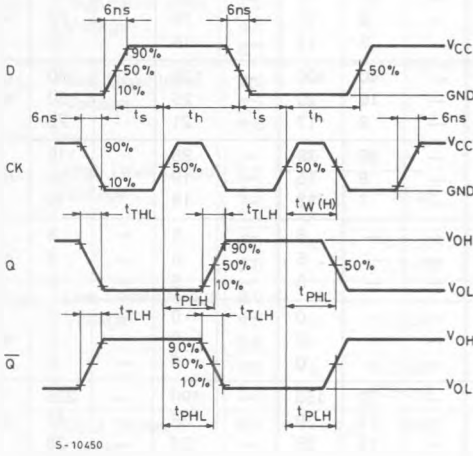 6ns 6ns
90% VCC
D 50% 50%
10% GND
ts th ts th
6ns 6ns
90% VCC
CK 50% 50%
10% GND
tTHL tTLH tW(H)
90% VOH
Q 50% 50%
10% VOL
tPLH tPHL
tTLH tTLH
VOH
90%
Q 50%
10% VOL
tPHL tPLH
S-10450